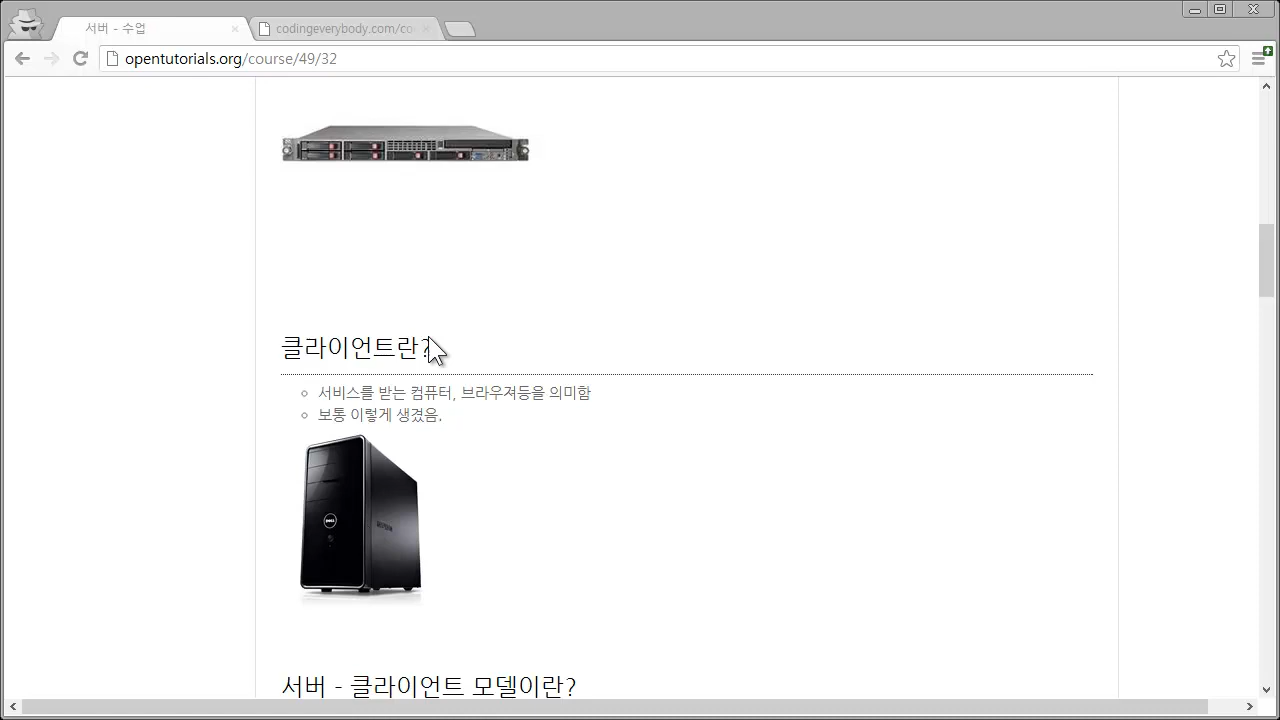 서버 - 수업
codingeverybody.com/co
opentutorials.org/course/49/32
클라이언트란?
서비스를 받는 컴퓨터, 브라우져등을 의미함
보통 이렇게 생겼음.
DELL
서버 - 클라이언트 모델이란?